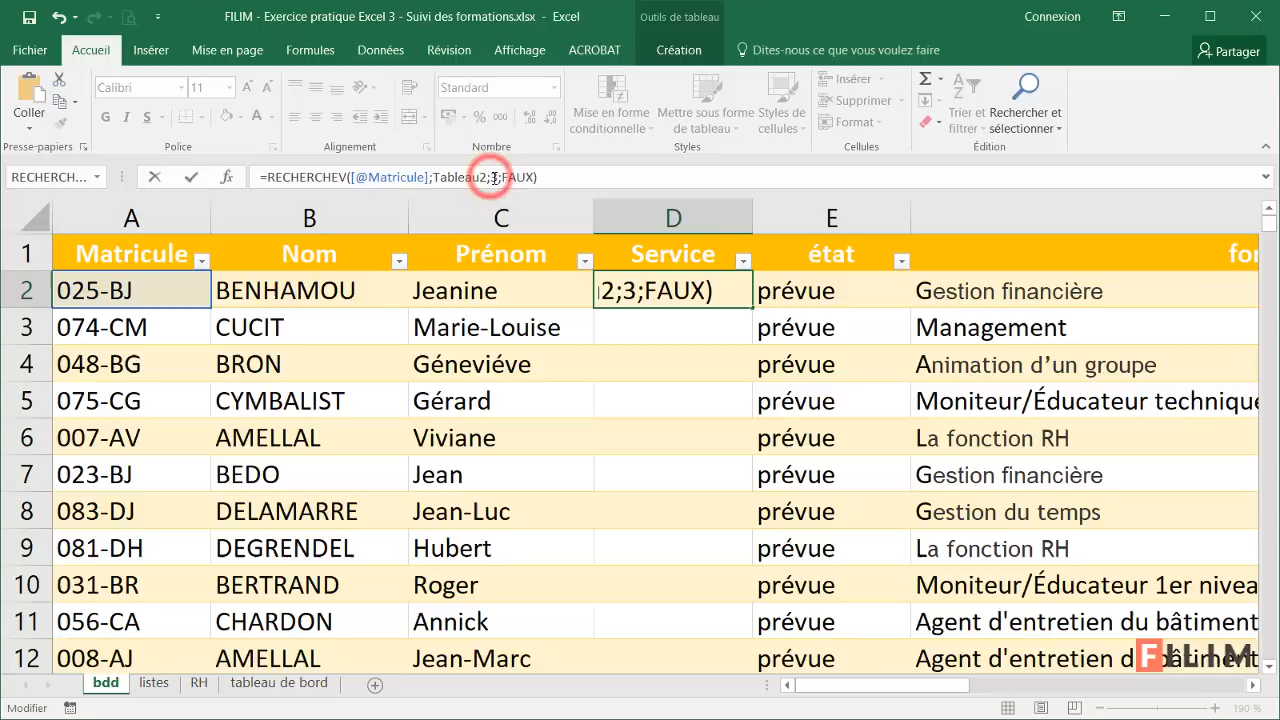 FILIM - Exercice pratique Excel 3 - Suivi des formations.xlsx - Excel
Outils de tableau
Connexion
Fichier Accueil Insérer Mise en page Formules Données Révision Affichage ACROBAT Création Dites-nous ce que vous voulez faire Partager
Coller
Calibri 11
G I S
Standard
% 000
Mise en forme conditionnelle
Mettre sous forme de tableau
Styles de cellules
Insérer
Supprimer
Format
Trier et filtrer
Rechercher et sélectionner
Presse-papiers Police Alignement Nombre Styles Cellules
RECHERCH... fx =RECHERCHEV([@Matricule];Tableau2;3;FAUX)
A B C D E
1 Matricule Nom Prénom Service état for
2 025-BJ BENHAMOU Jeanine 2;3;FAUX) prévue Gestion financière
3 074-CM CUCIT Marie-Louise prévue Management
4 048-BG BRON Géneviéve prévue Animation d’un groupe
5 075-CG CYMBALIST Gérard prévue Moniteur/Éducateur technique
6 007-AV AMELLAL Viviane prévue La fonction RH
7 023-BJ BEDO Jean prévue Gestion financière
8 083-DJ DELAMARRE Jean-Luc prévue Gestion du temps
9 081-DH DEGRENDEL Hubert prévue La fonction RH
10 031-BR BERTRAND Roger prévue Moniteur/Éducateur 1er nivea
11 056-CA CHARDON Annick prévue Agent d'entretien du bâtiment
12 008-AJ AMELLAL Jean-Marc prévue Agent d'entretien du bâtiment
FILIM
bdd listes RH tableau de bord
Modifier 190 %